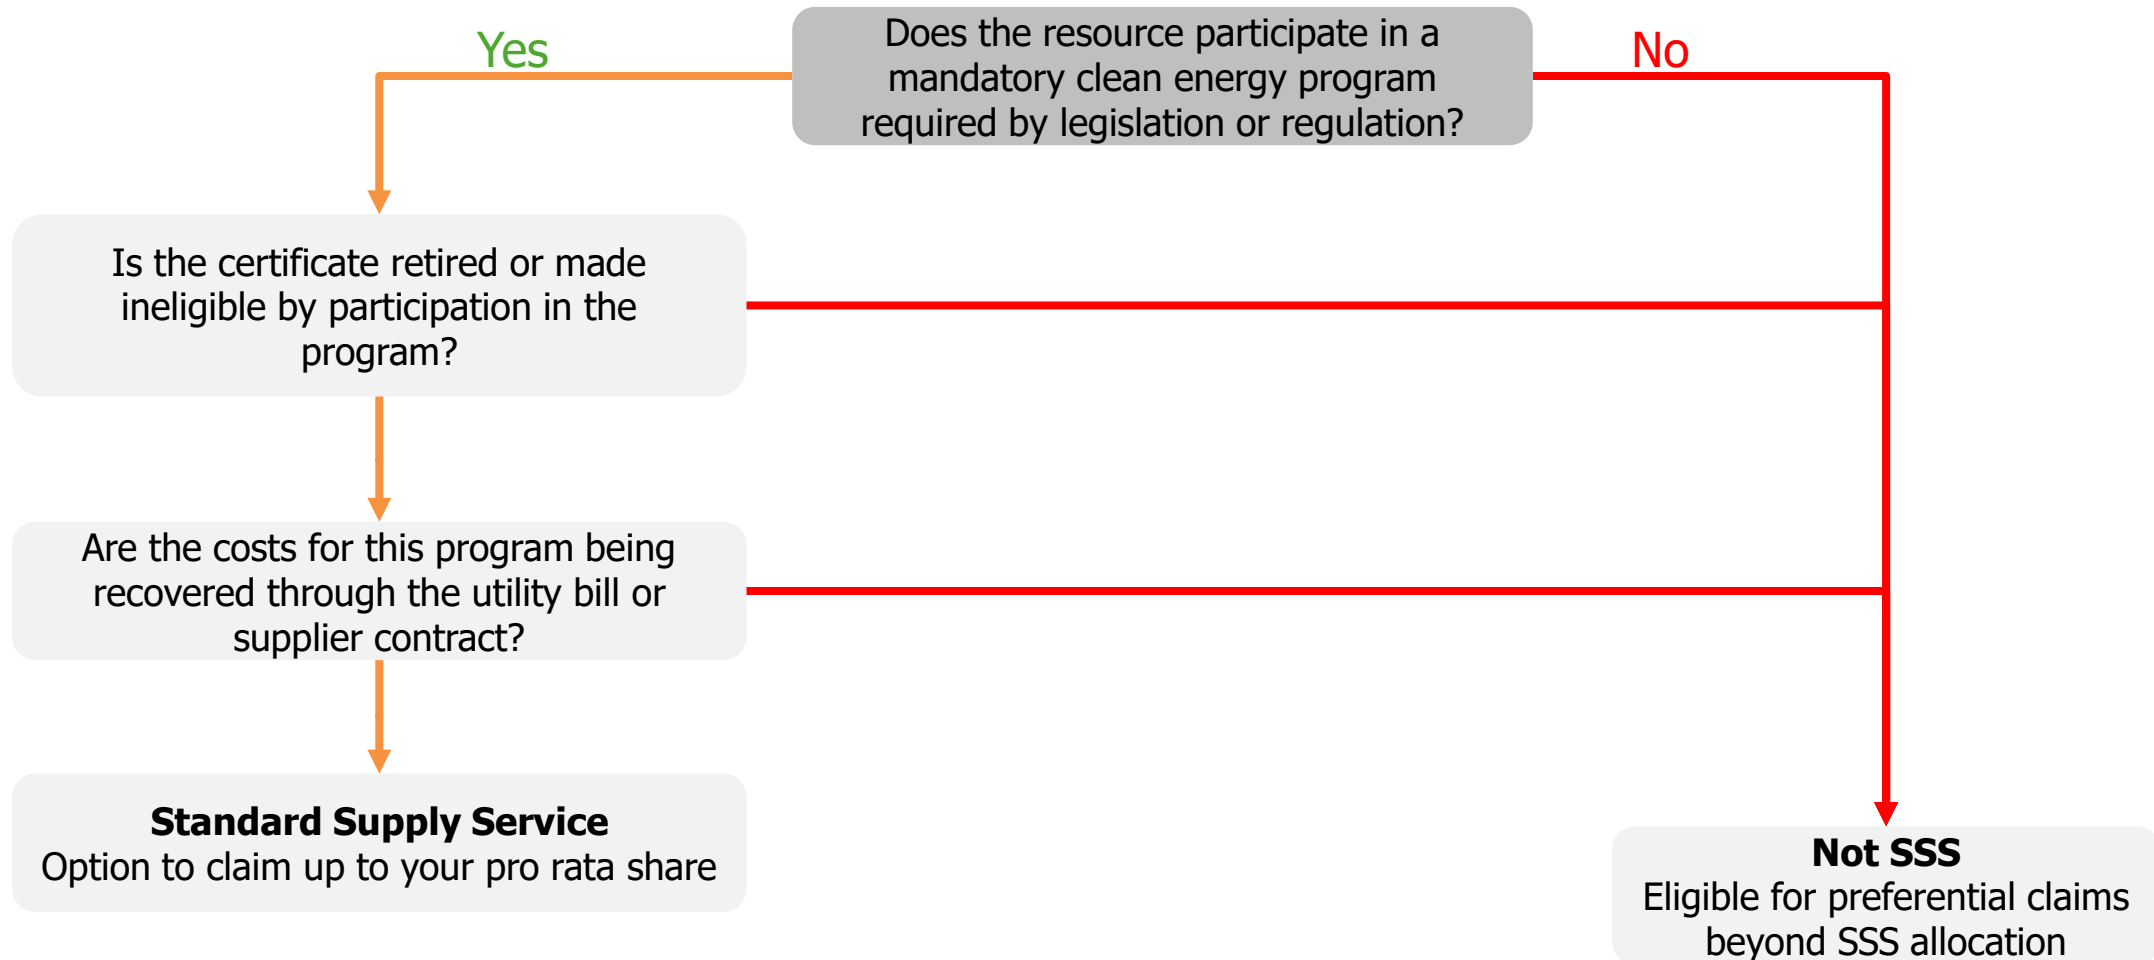 Does the resource participate in a
mandatory clean energy program
required by legislation or regulation?
Yes
No
Is the certificate retired or made
ineligible by participation in the
program?
Are the costs for this program being
recovered through the utility bill or
supplier contract?
Standard Supply Service
Option to claim up to your pro rata share
Not SSS
Eligible for preferential claims
beyond SSS allocation